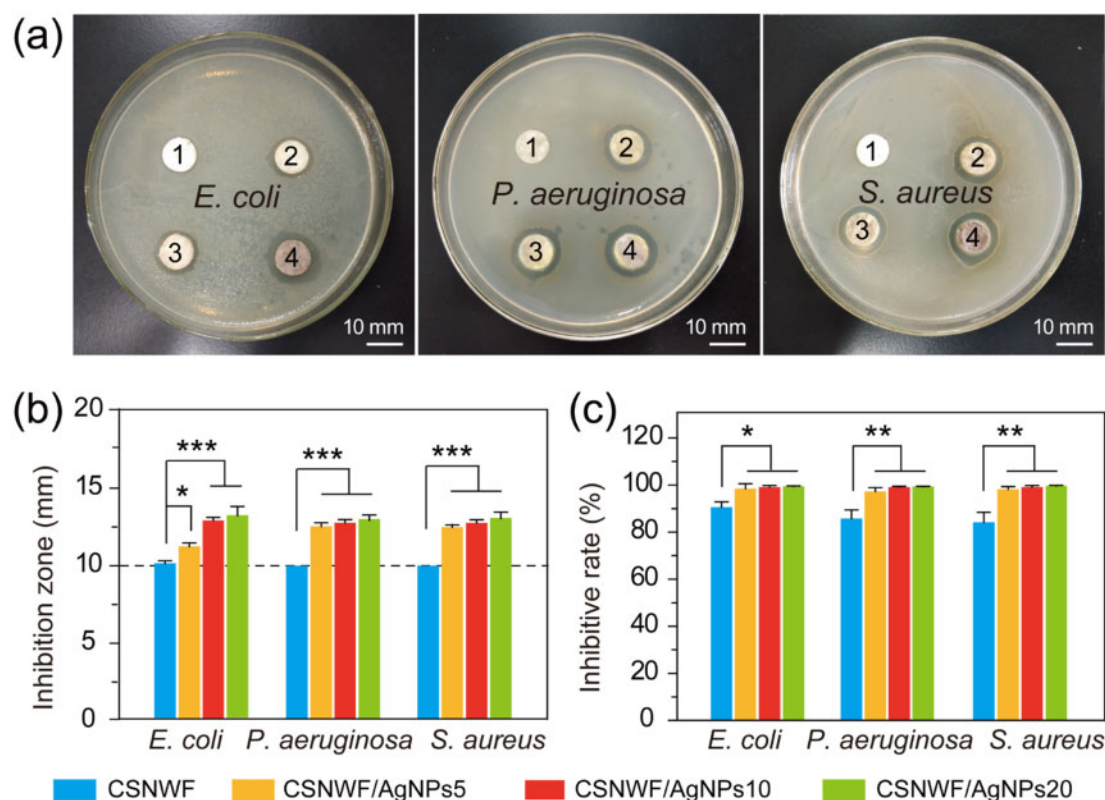 (a)
1
2
E. coli
3
4
10 mm
1
2
P. aeruginosa
3
4
10 mm
1
2
S. aureus
3
4
10 mm
(b)
Inhibition zone (mm)
20
15
10
5
0
***
*
***
***
E. coli
P. aeruginosa
S. aureus
(c)
Inhibitive rate (%)
120
100
80
60
40
20
0
*
**
**
E. coli
P. aeruginosa
S. aureus
CSNWF
CSNWF/AgNPs5
CSNWF/AgNPs10
CSNWF/AgNPs20